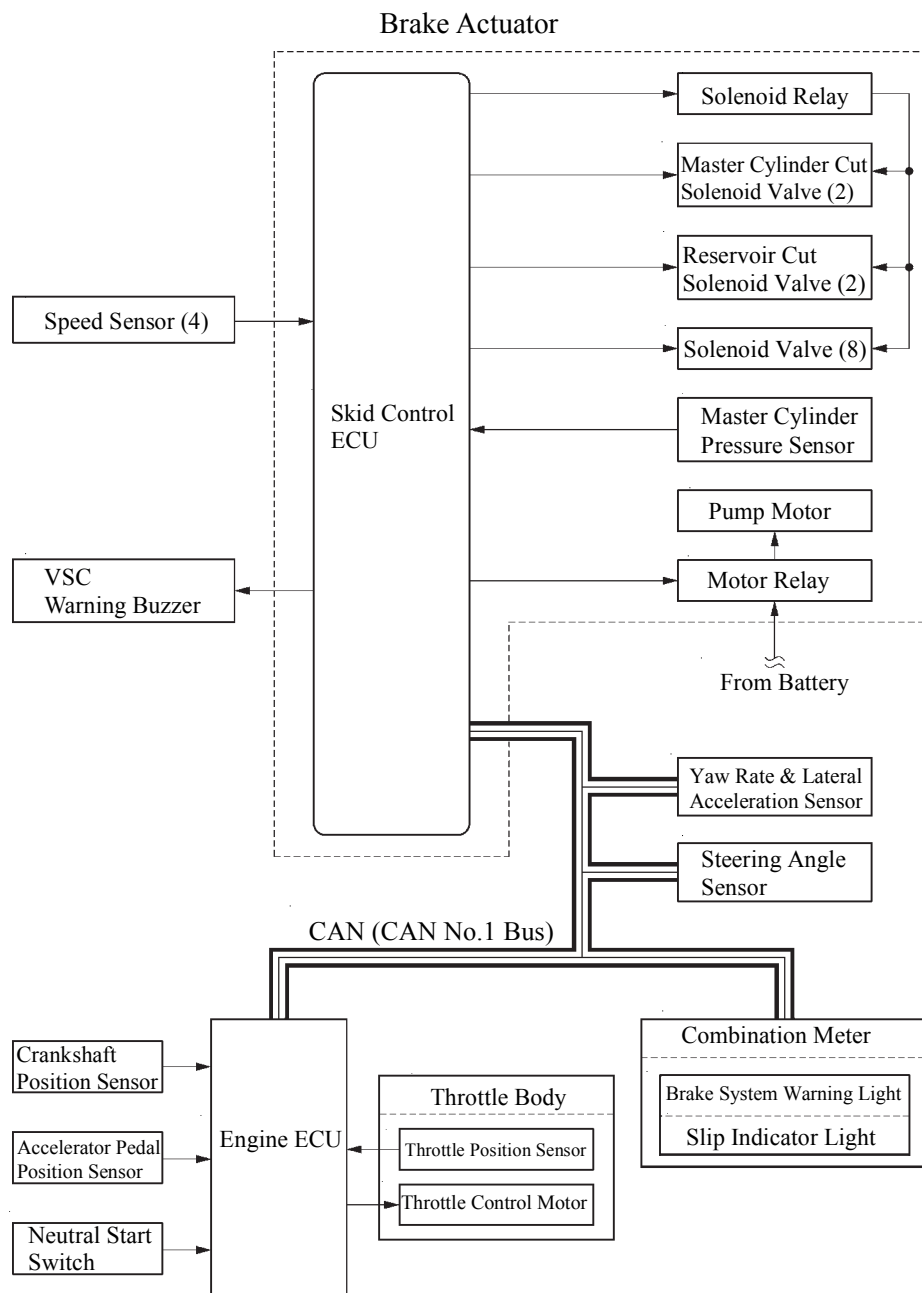 Brake Actuator
Solenoid Relay
Master Cylinder Cut
Solenoid Valve (2)
Reservoir Cut
Solenoid Valve (2)
Speed Sensor (4)
Solenoid Valve (8)
Skid Control
ECU
Master Cylinder
Pressure Sensor
Pump Motor
VSC
Warning Buzzer
Motor Relay
From Battery
Yaw Rate & Lateral
Acceleration Sensor
Steering Angle
Sensor
CAN (CAN No.1 Bus)
Crankshaft
Position Sensor
Accelerator Pedal
Position Sensor
Neutral Start
Switch
Engine ECU
Throttle Body
Throttle Position Sensor
Throttle Control Motor
Combination Meter
Brake System Warning Light
Slip Indicator Light